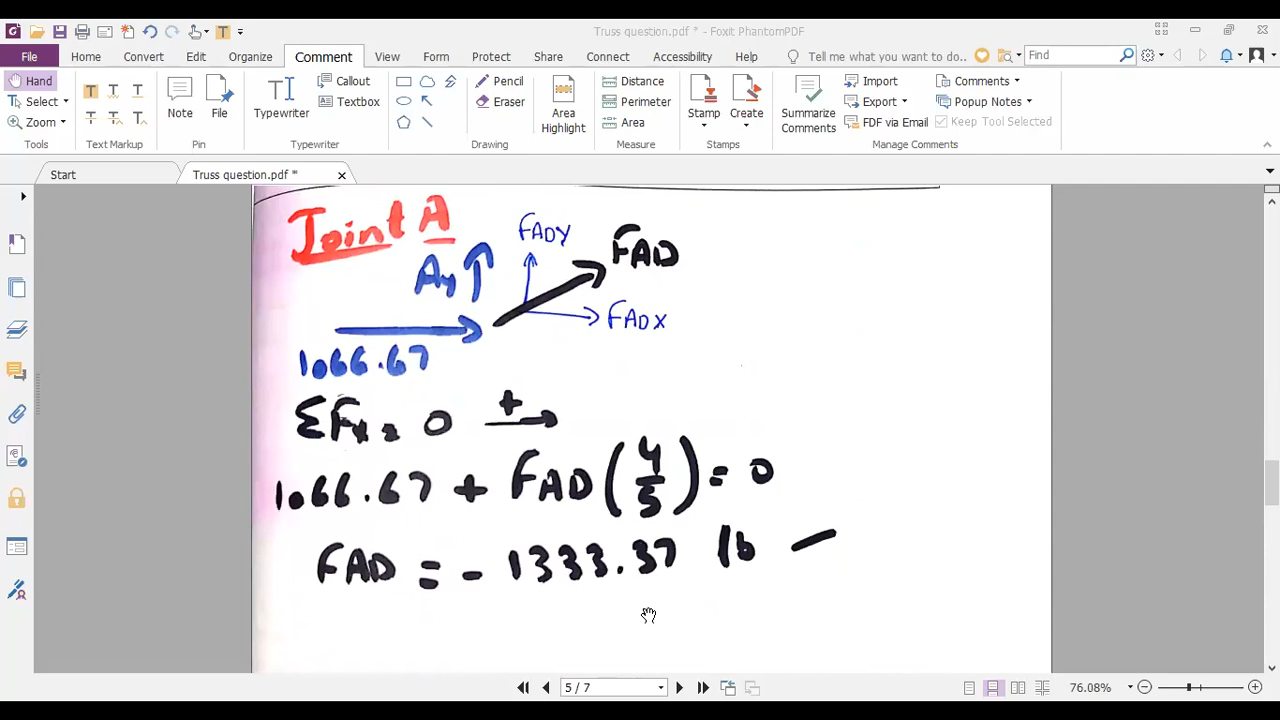 Truss question.pdf * - Foxit PhantomPDF
File Home Convert Edit Organize Comment View Form Protect Share Connect Accessibility Help Tell me what you want to do... Find
Hand
Select
Zoom
Tools
T T T
T T T
Text Markup
Note
File
Pin
Typewriter
Callout
Textbox
Typewriter
Pencil
Eraser
Area Highlight
Drawing
Distance
Perimeter
Area
Measure
Stamp
Create
Stamps
Summarize Comments
Import
Export
FDF via Email
Comments
Popup Notes
Keep Tool Selected
Manage Comments
Start Truss question.pdf *
Joint A
FADY
FAD
Ay
FADX
1066.67
ΣFx = 0 +
1066.67 + FAD (4/5) = 0
FAD = - 1333.37 lb
5 / 7
76.08%